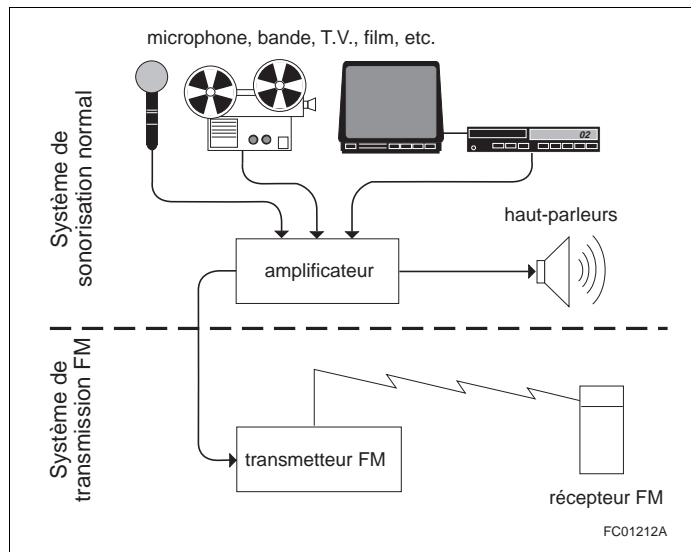 microphone, bande, T.V., film, etc.
Système de
sonorisation normal
02
haut-parleurs
amplificateur
Système de
transmission FM
transmetteur FM
récepteur FM
FC01212A